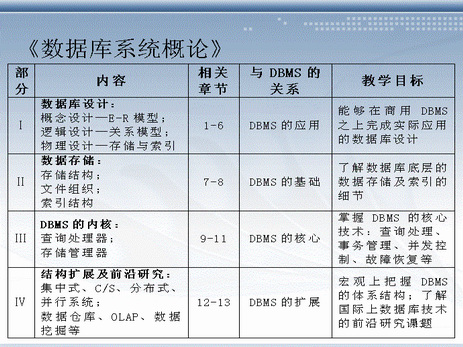 《数据库系统概论》
部分
内容
相关章节
与 DBMS 的关系
教学目标
I
数据库设计：
概念设计—E-R 模型；
逻辑设计—关系模型；
物理设计—存储与索引
1-6
DBMS 的应用
能够在商用 DBMS
之上完成实际应用
的数据库设计
II
数据存储：
存储结构；
文件组织；
索引结构
7-8
DBMS 的基础
了解数据库底层的
数据存储及索引的
细节
III
DBMS 的内核：
查询处理器；
存储管理器
9-11
DBMS 的核心
掌握 DBMS 的核心
技术：查询处理、
事务管理、并发控
制、故障恢复等
IV
结构扩展及前沿研究：
集中式、C/S、分布式、
并行系统；
数据仓库、OLAP、数据
挖掘等
12-13
DBMS 的扩展
宏观上把握 DBMS
的体系结构；了解
国际上数据库技术
的前沿研究课题